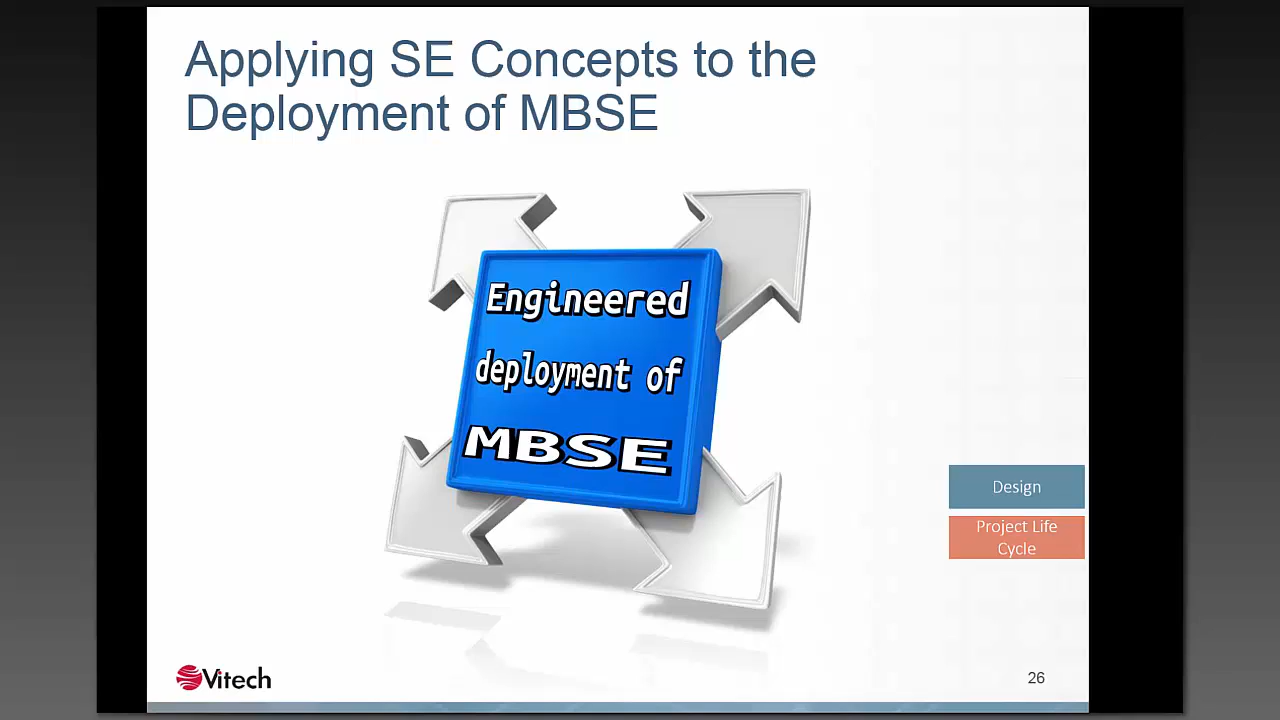 Applying SE Concepts to the
Deployment of MBSE
Engineered
deployment of
MBSE
Design
Project Life
Cycle
Vitech
26